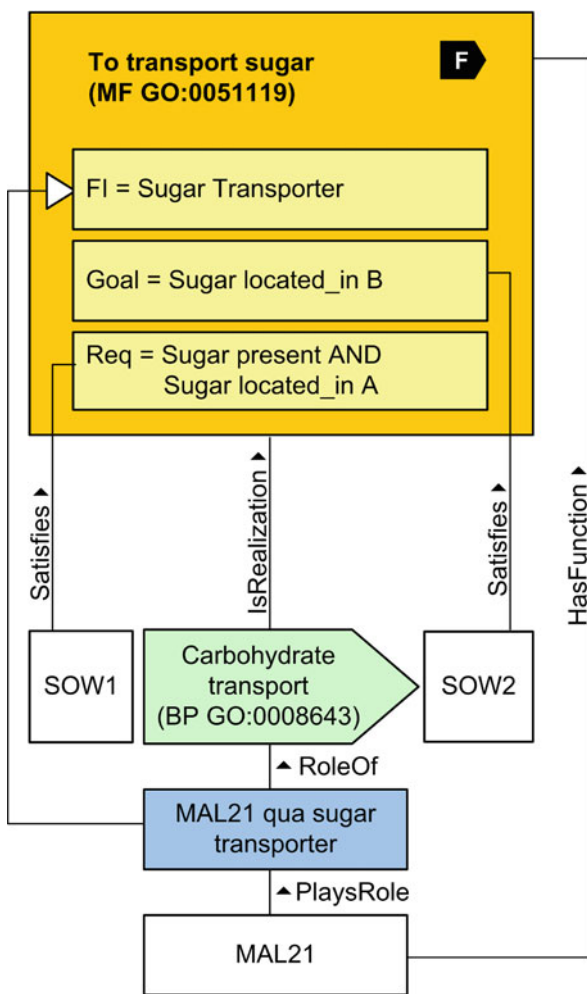 To transport sugar
(MF GO:0051119)
F
FI = Sugar Transporter
Goal = Sugar located_in B
Req = Sugar present AND
Sugar located_in A
Satisfies
IsRealization
Satisfies
HasFunction
SOW1
Carbohydrate
transport
(BP GO:0008643)
SOW2
RoleOf
MAL21 qua sugar
transporter
PlaysRole
MAL21